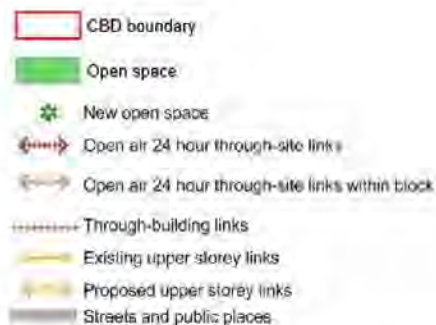 CBD boundary
Open space
New open space
Open air 24 hour through-site links
Open air 24 hour through-site links within block
Through-building links
Existing upper storey links
Proposed upper storey links
Streets and public places